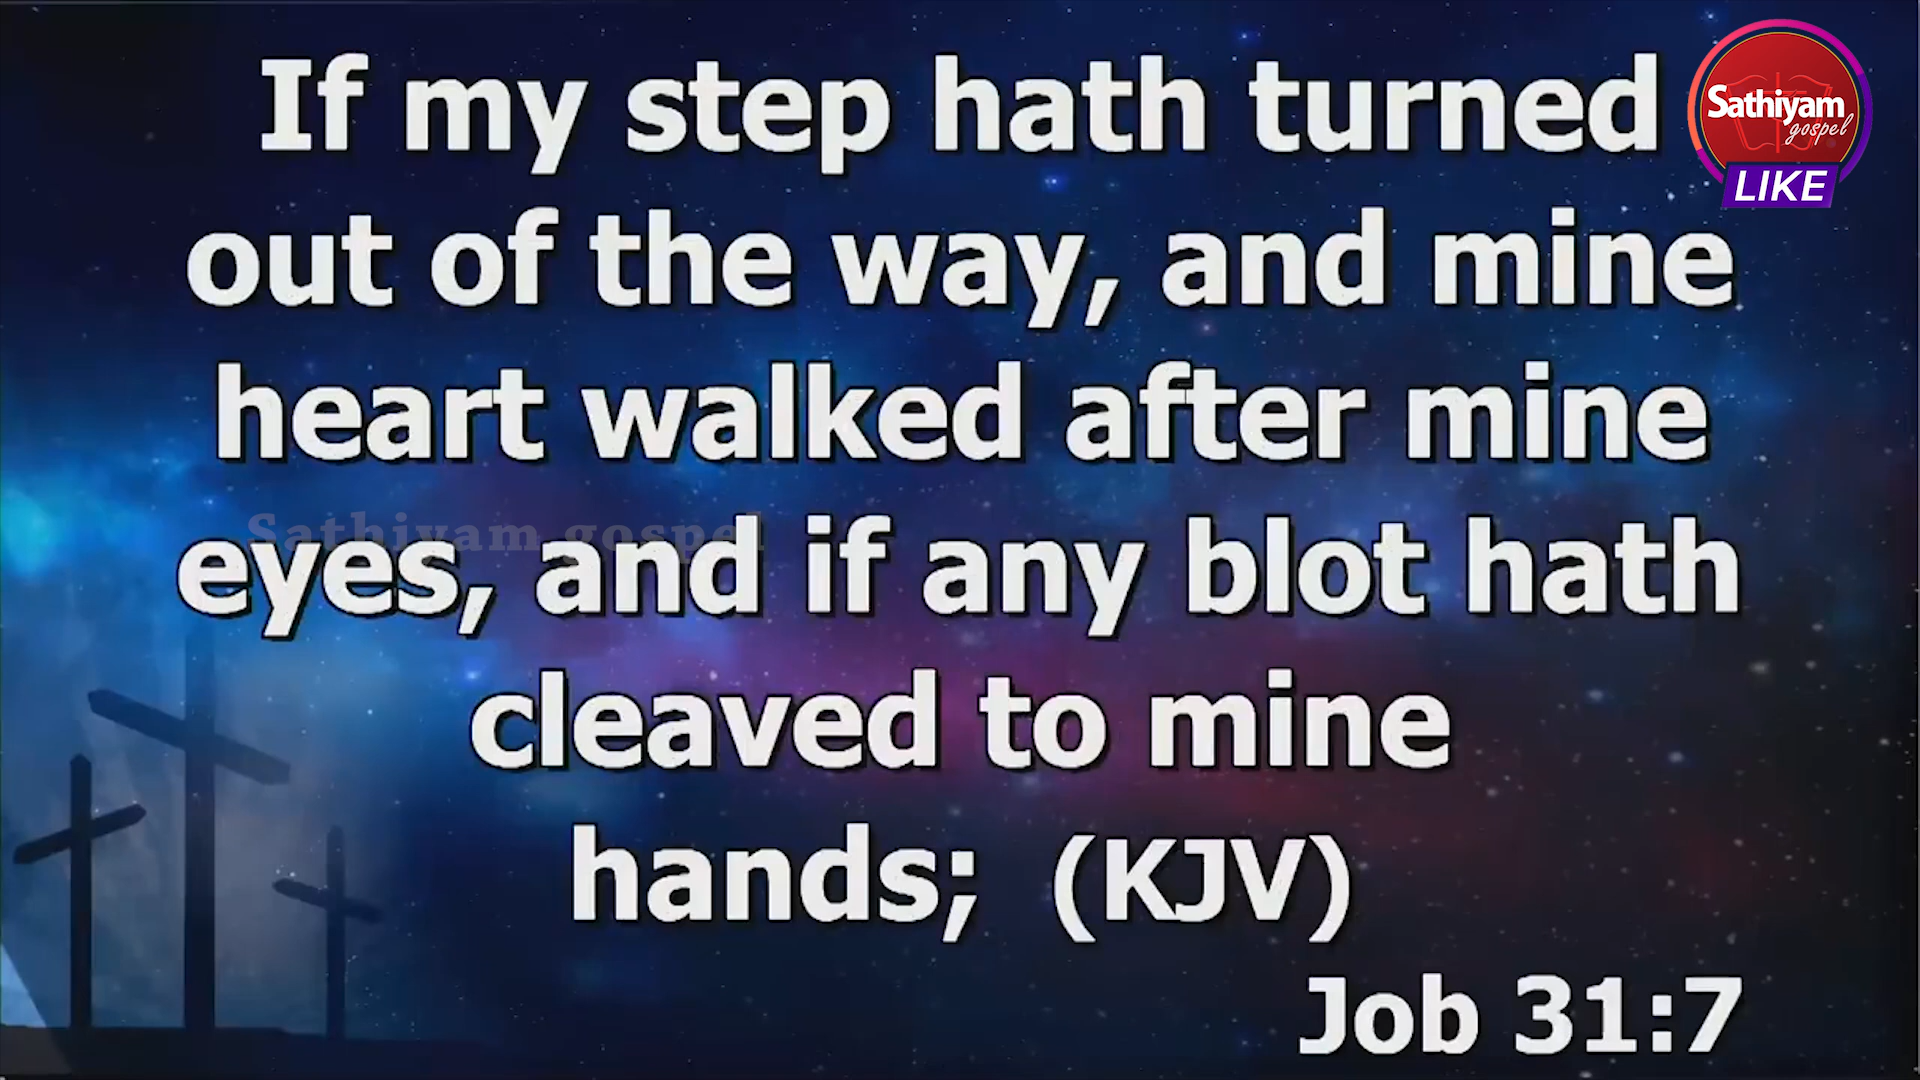 If my step hath turned
out of the way, and mine
heart walked after mine
eyes, and if any blot hath
cleaved to mine
hands; (KJV)
Job 31:7
Sathiyam
gospel
LIKE
Sathiyam gospel